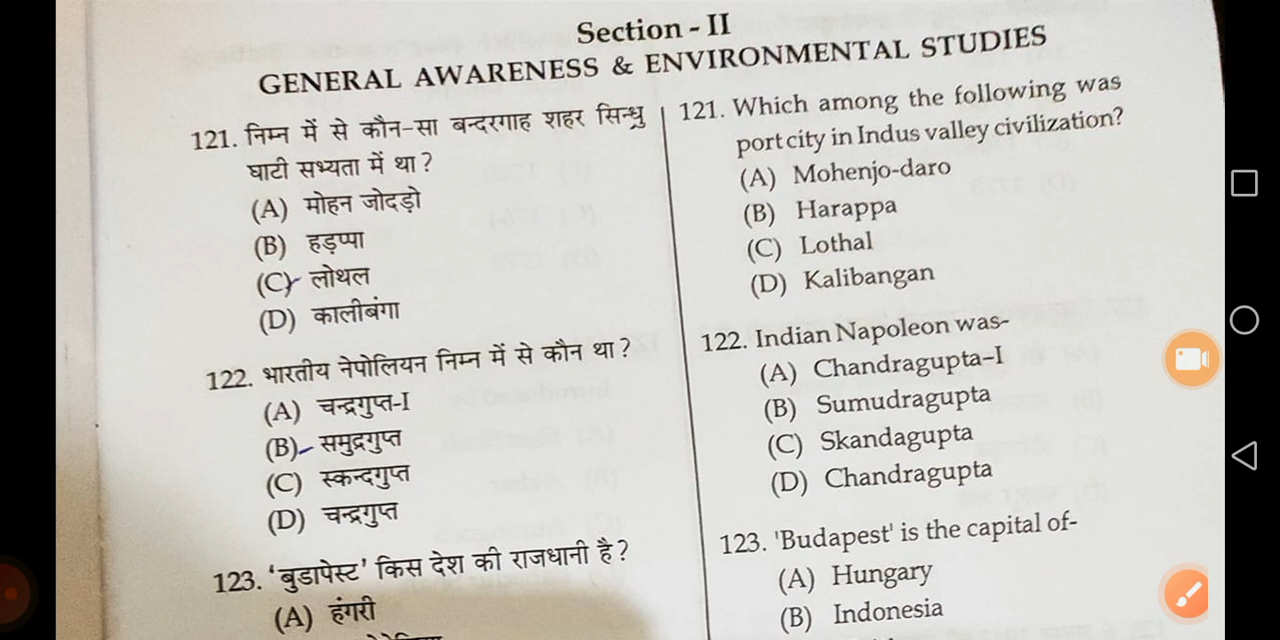 Section - II
GENERAL AWARENESS & ENVIRONMENTAL STUDIES
121. निम्न में से कौन-सा बन्दरगाह शहर सिन्धु
घाटी सभ्यता में था ?
(A) मोहन जोदड़ो
(B) हड़प्पा
(C) लोथल
(D) कालीबंगा
122. भारतीय नेपोलियन निम्न में से कौन था ?
(A) चन्द्रगुप्त-I
(B) समुद्रगुप्त
(C) स्कन्दगुप्त
(D) चन्द्रगुप्त
123. 'बुडापेस्ट' किस देश की राजधानी है ?
(A) हंगरी
121. Which among the following was
port city in Indus valley civilization?
(A) Mohenjo-daro
(B) Harappa
(C) Lothal
(D) Kalibangan
122. Indian Napoleon was-
(A) Chandragupta-I
(B) Sumudragupta
(C) Skandagupta
(D) Chandragupta
123. 'Budapest' is the capital of-
(A) Hungary
(B) Indonesia